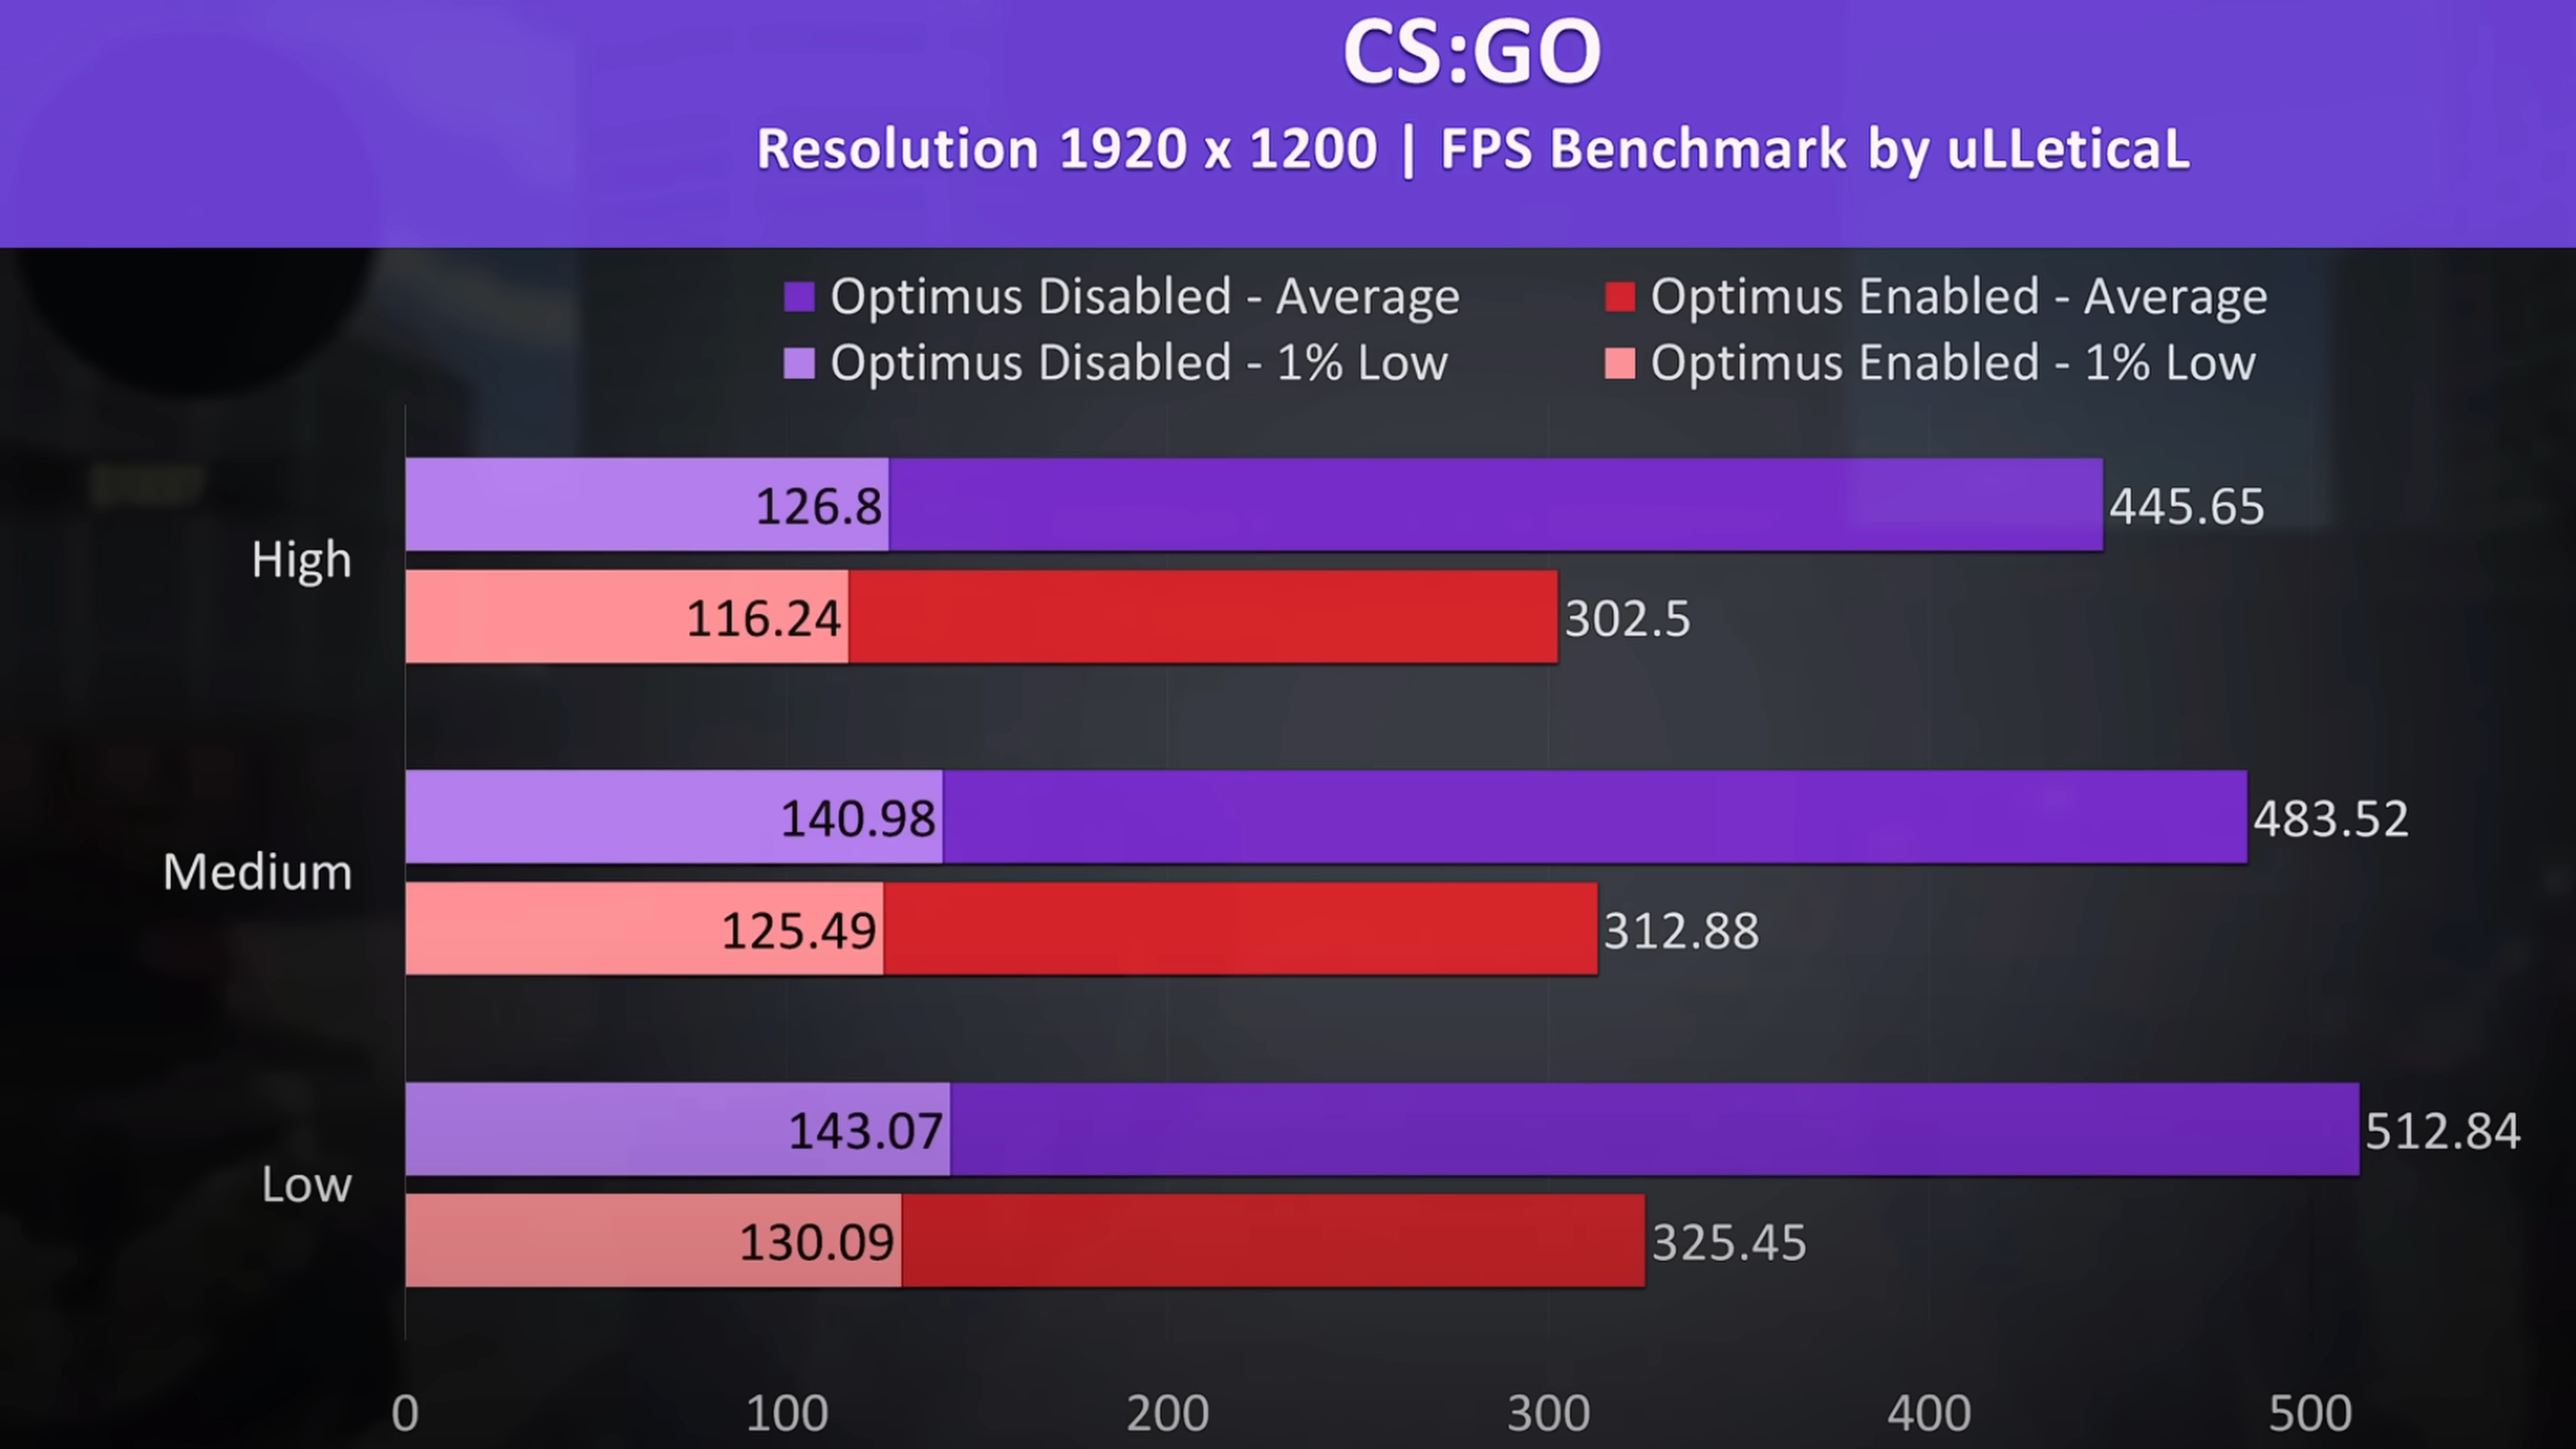 CS:GO
Resolution 1920 x 1200 | FPS Benchmark by uLLeticaL
Optimus Disabled - Average
Optimus Enabled - Average
Optimus Disabled - 1% Low
Optimus Enabled - 1% Low
High
126.8
445.65
116.24
302.5
Medium
140.98
483.52
125.49
312.88
Low
143.07
512.84
130.09
325.45
0 100 200 300 400 500